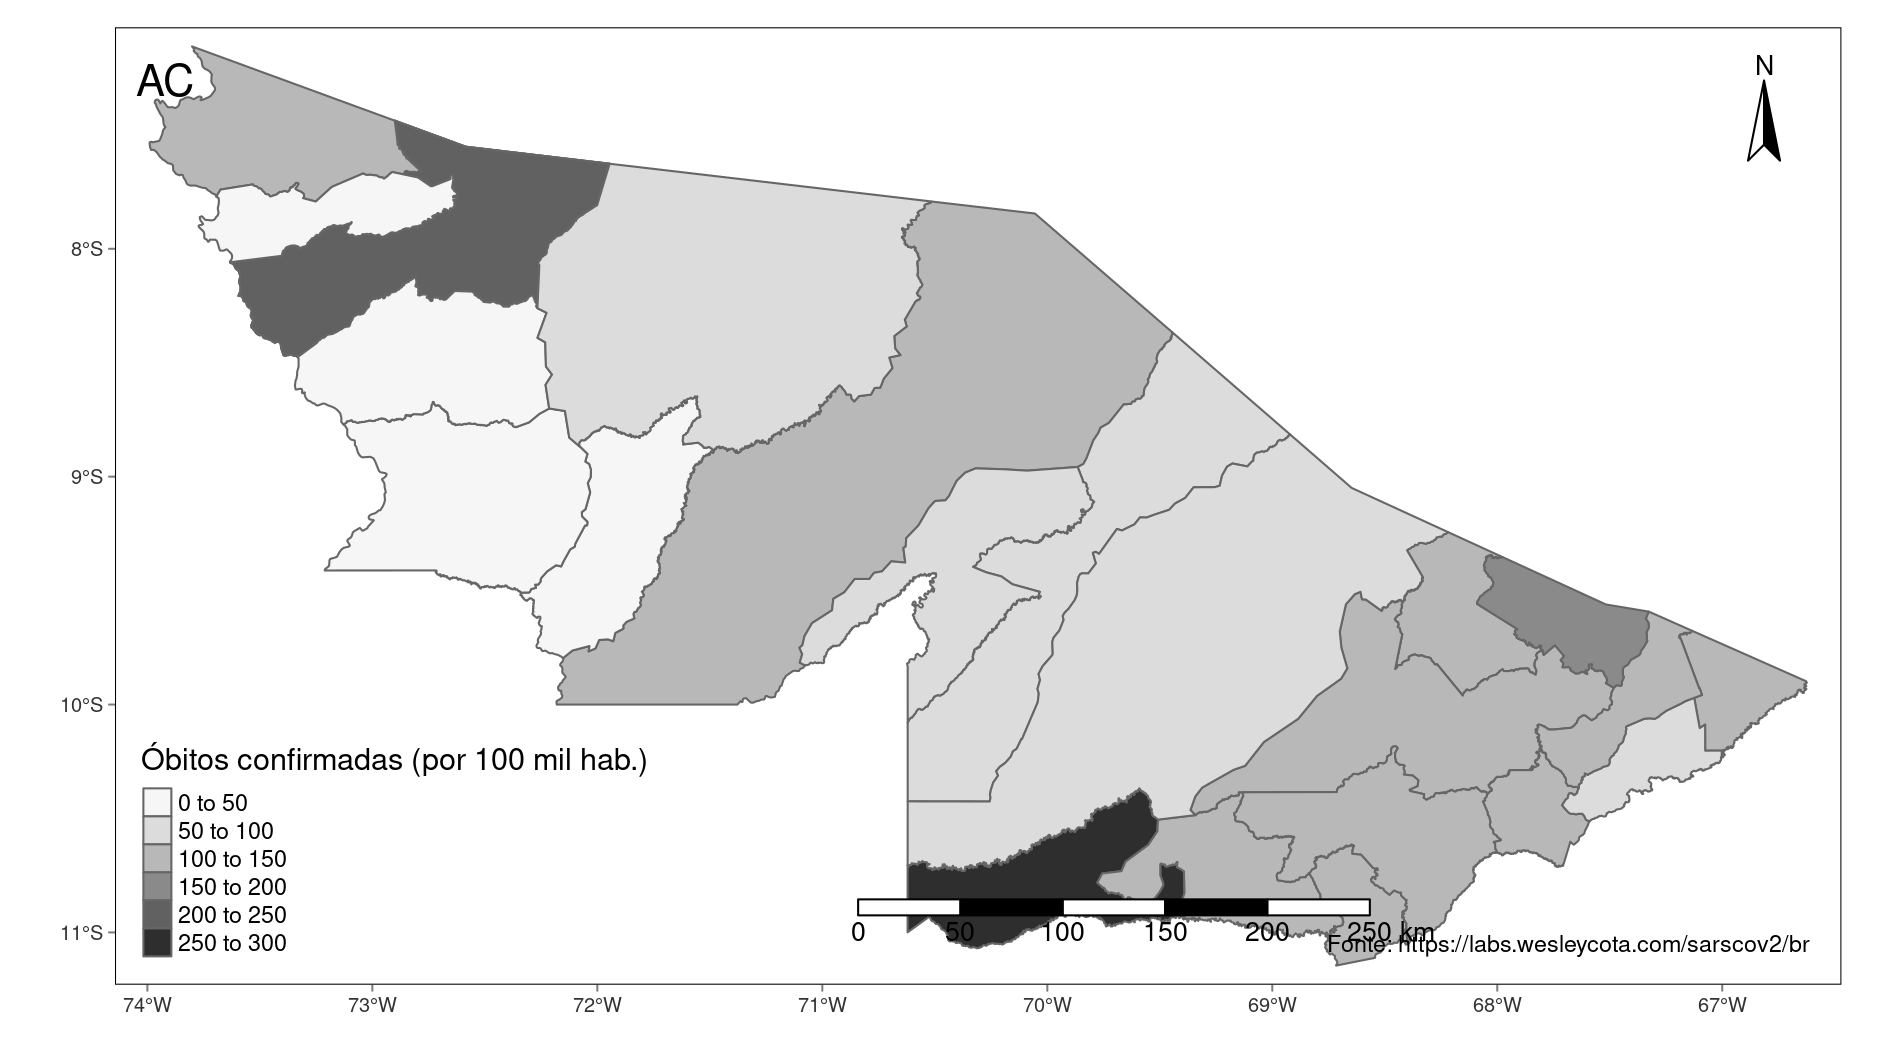 AC
N
8°S
9°S
10°S
11°S
Óbitos confirmadas (por 100 mil hab.)
0 to 50
50 to 100
100 to 150
150 to 200
200 to 250
250 to 300
0 50 100 150 200 250 km
Fonte: https://labs.wesleycota.com/sarscov2/br
74°W 73°W 72°W 71°W 70°W 69°W 68°W 67°W